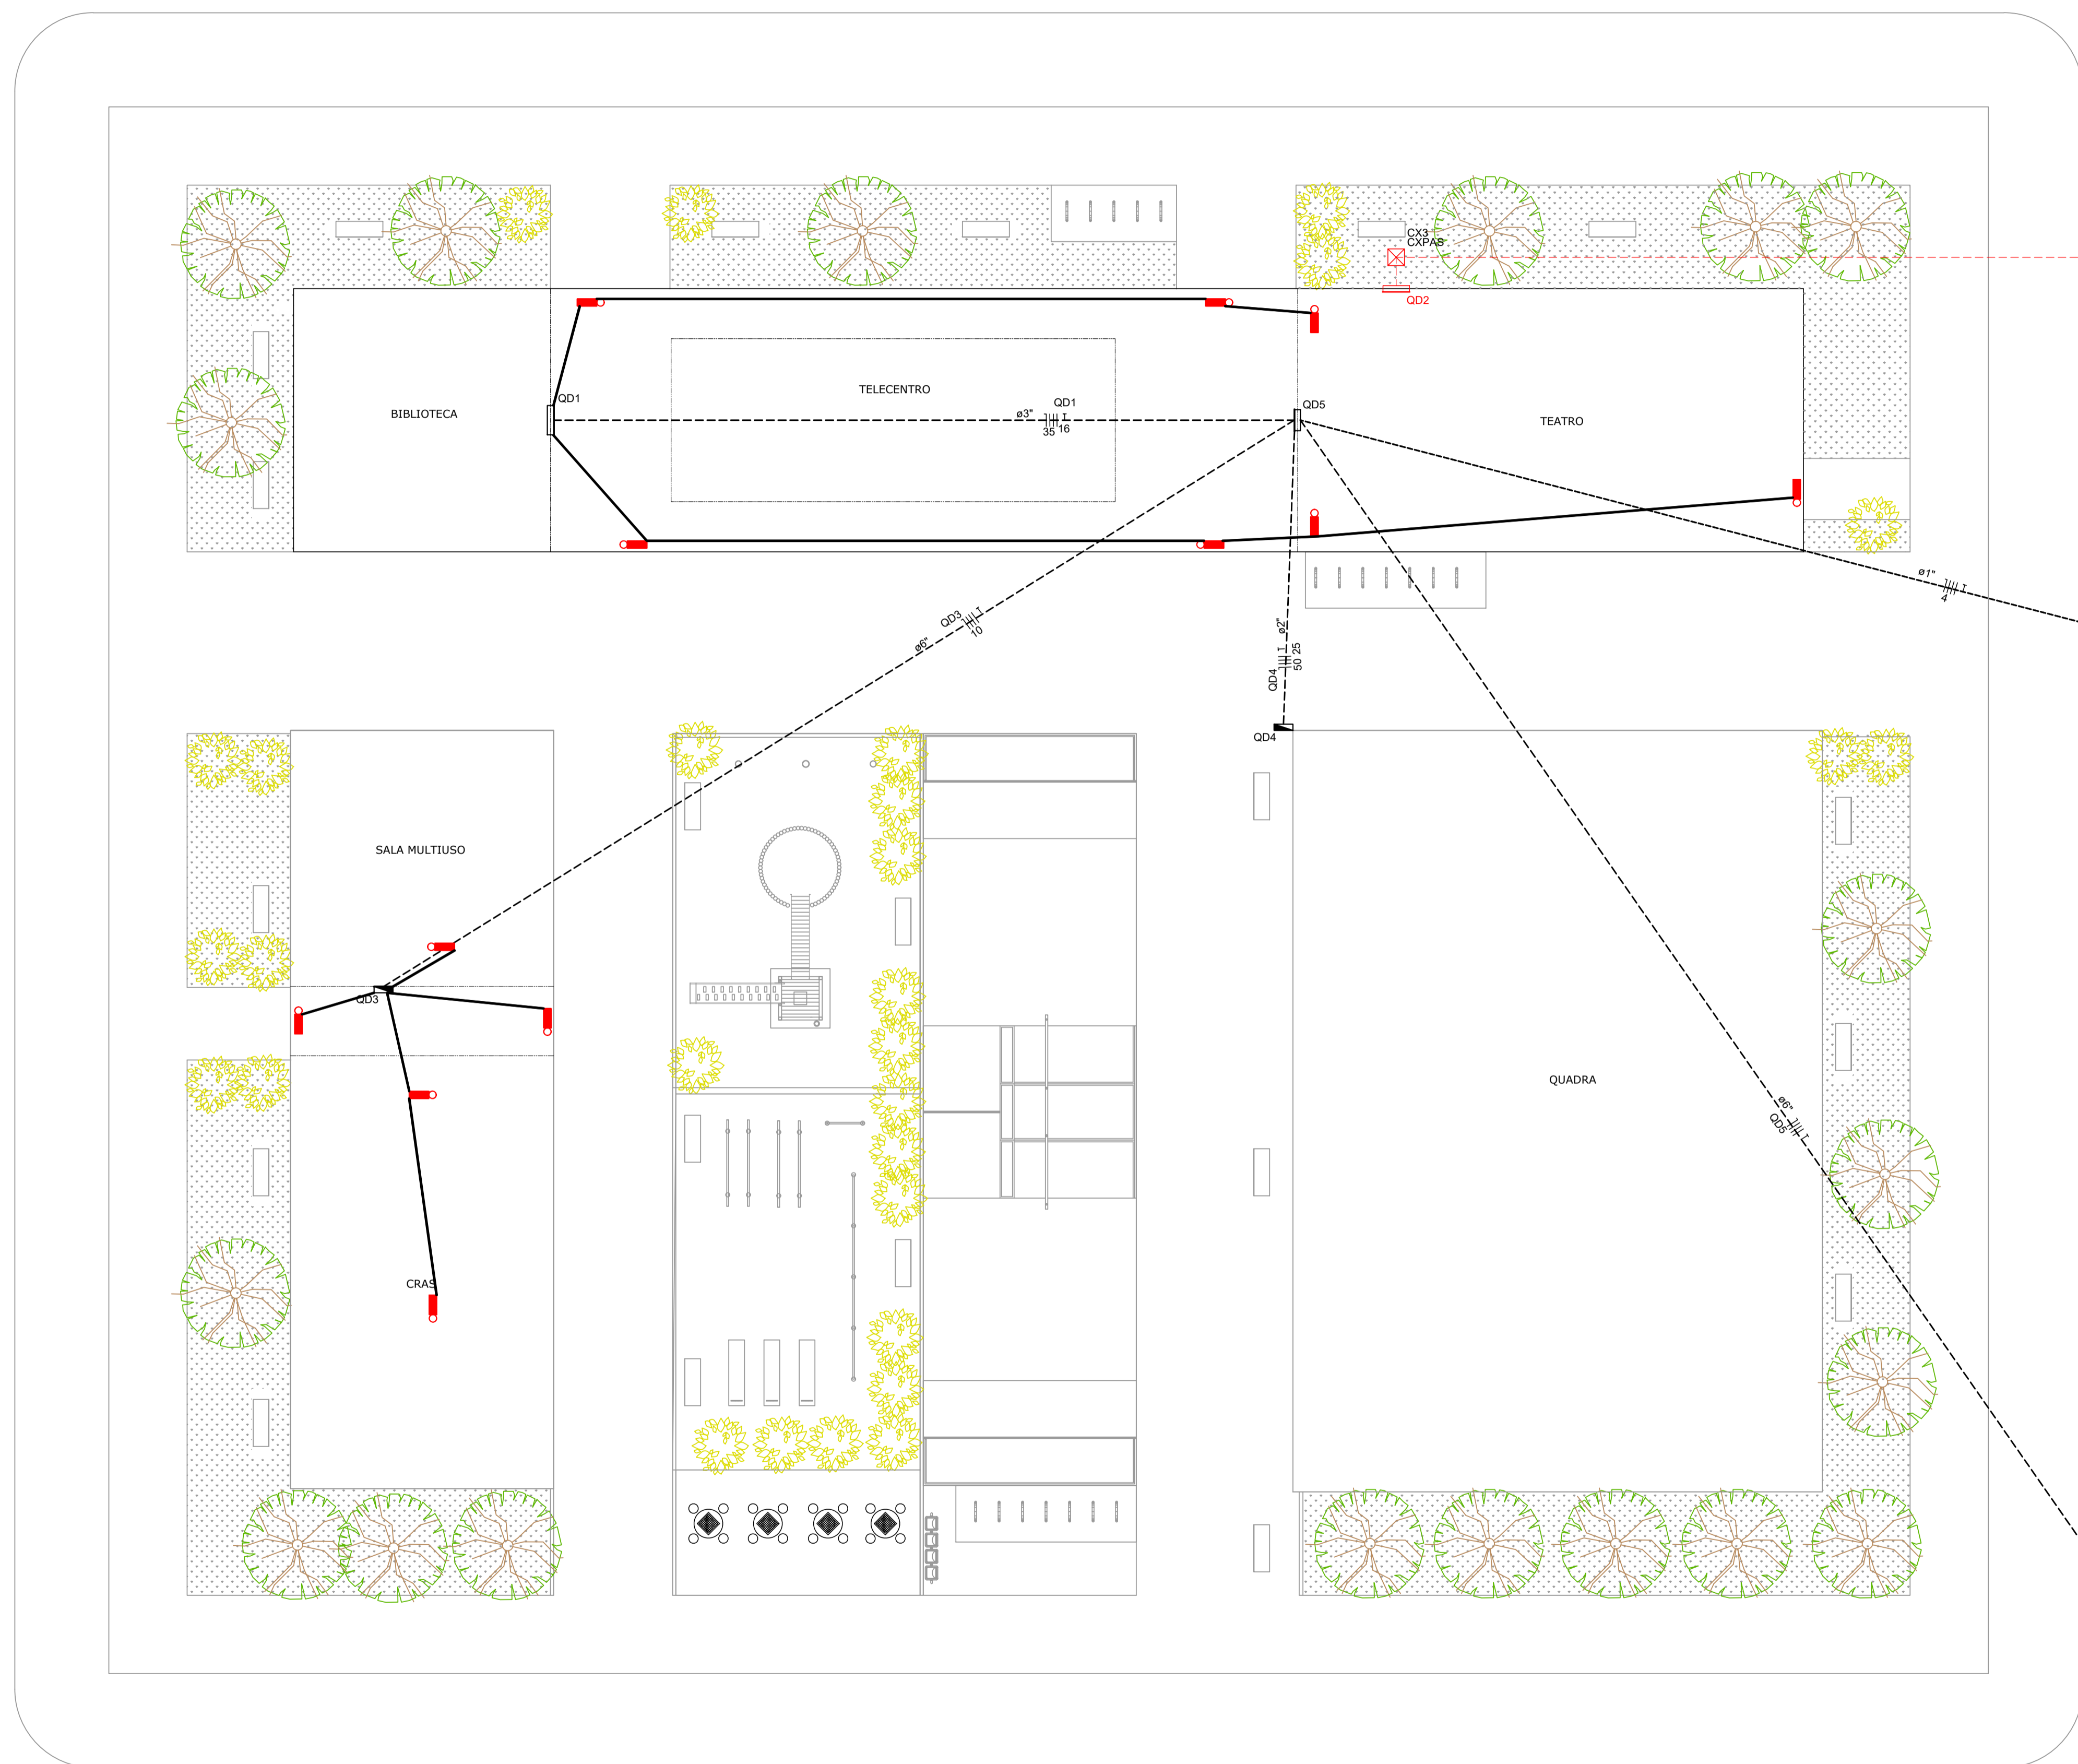 CX3
CXPAS
QD2
QD1
TELECENTRO
QD1
ø3"
35 16
QD5
BIBLIOTECA
TEATRO
ø1"
4
QD3
10
ø6"
ø2"
50 25
QD4
QD4
SALA MULTIUSO
QD3
QUADRA
ø6"
QD5
CRAS